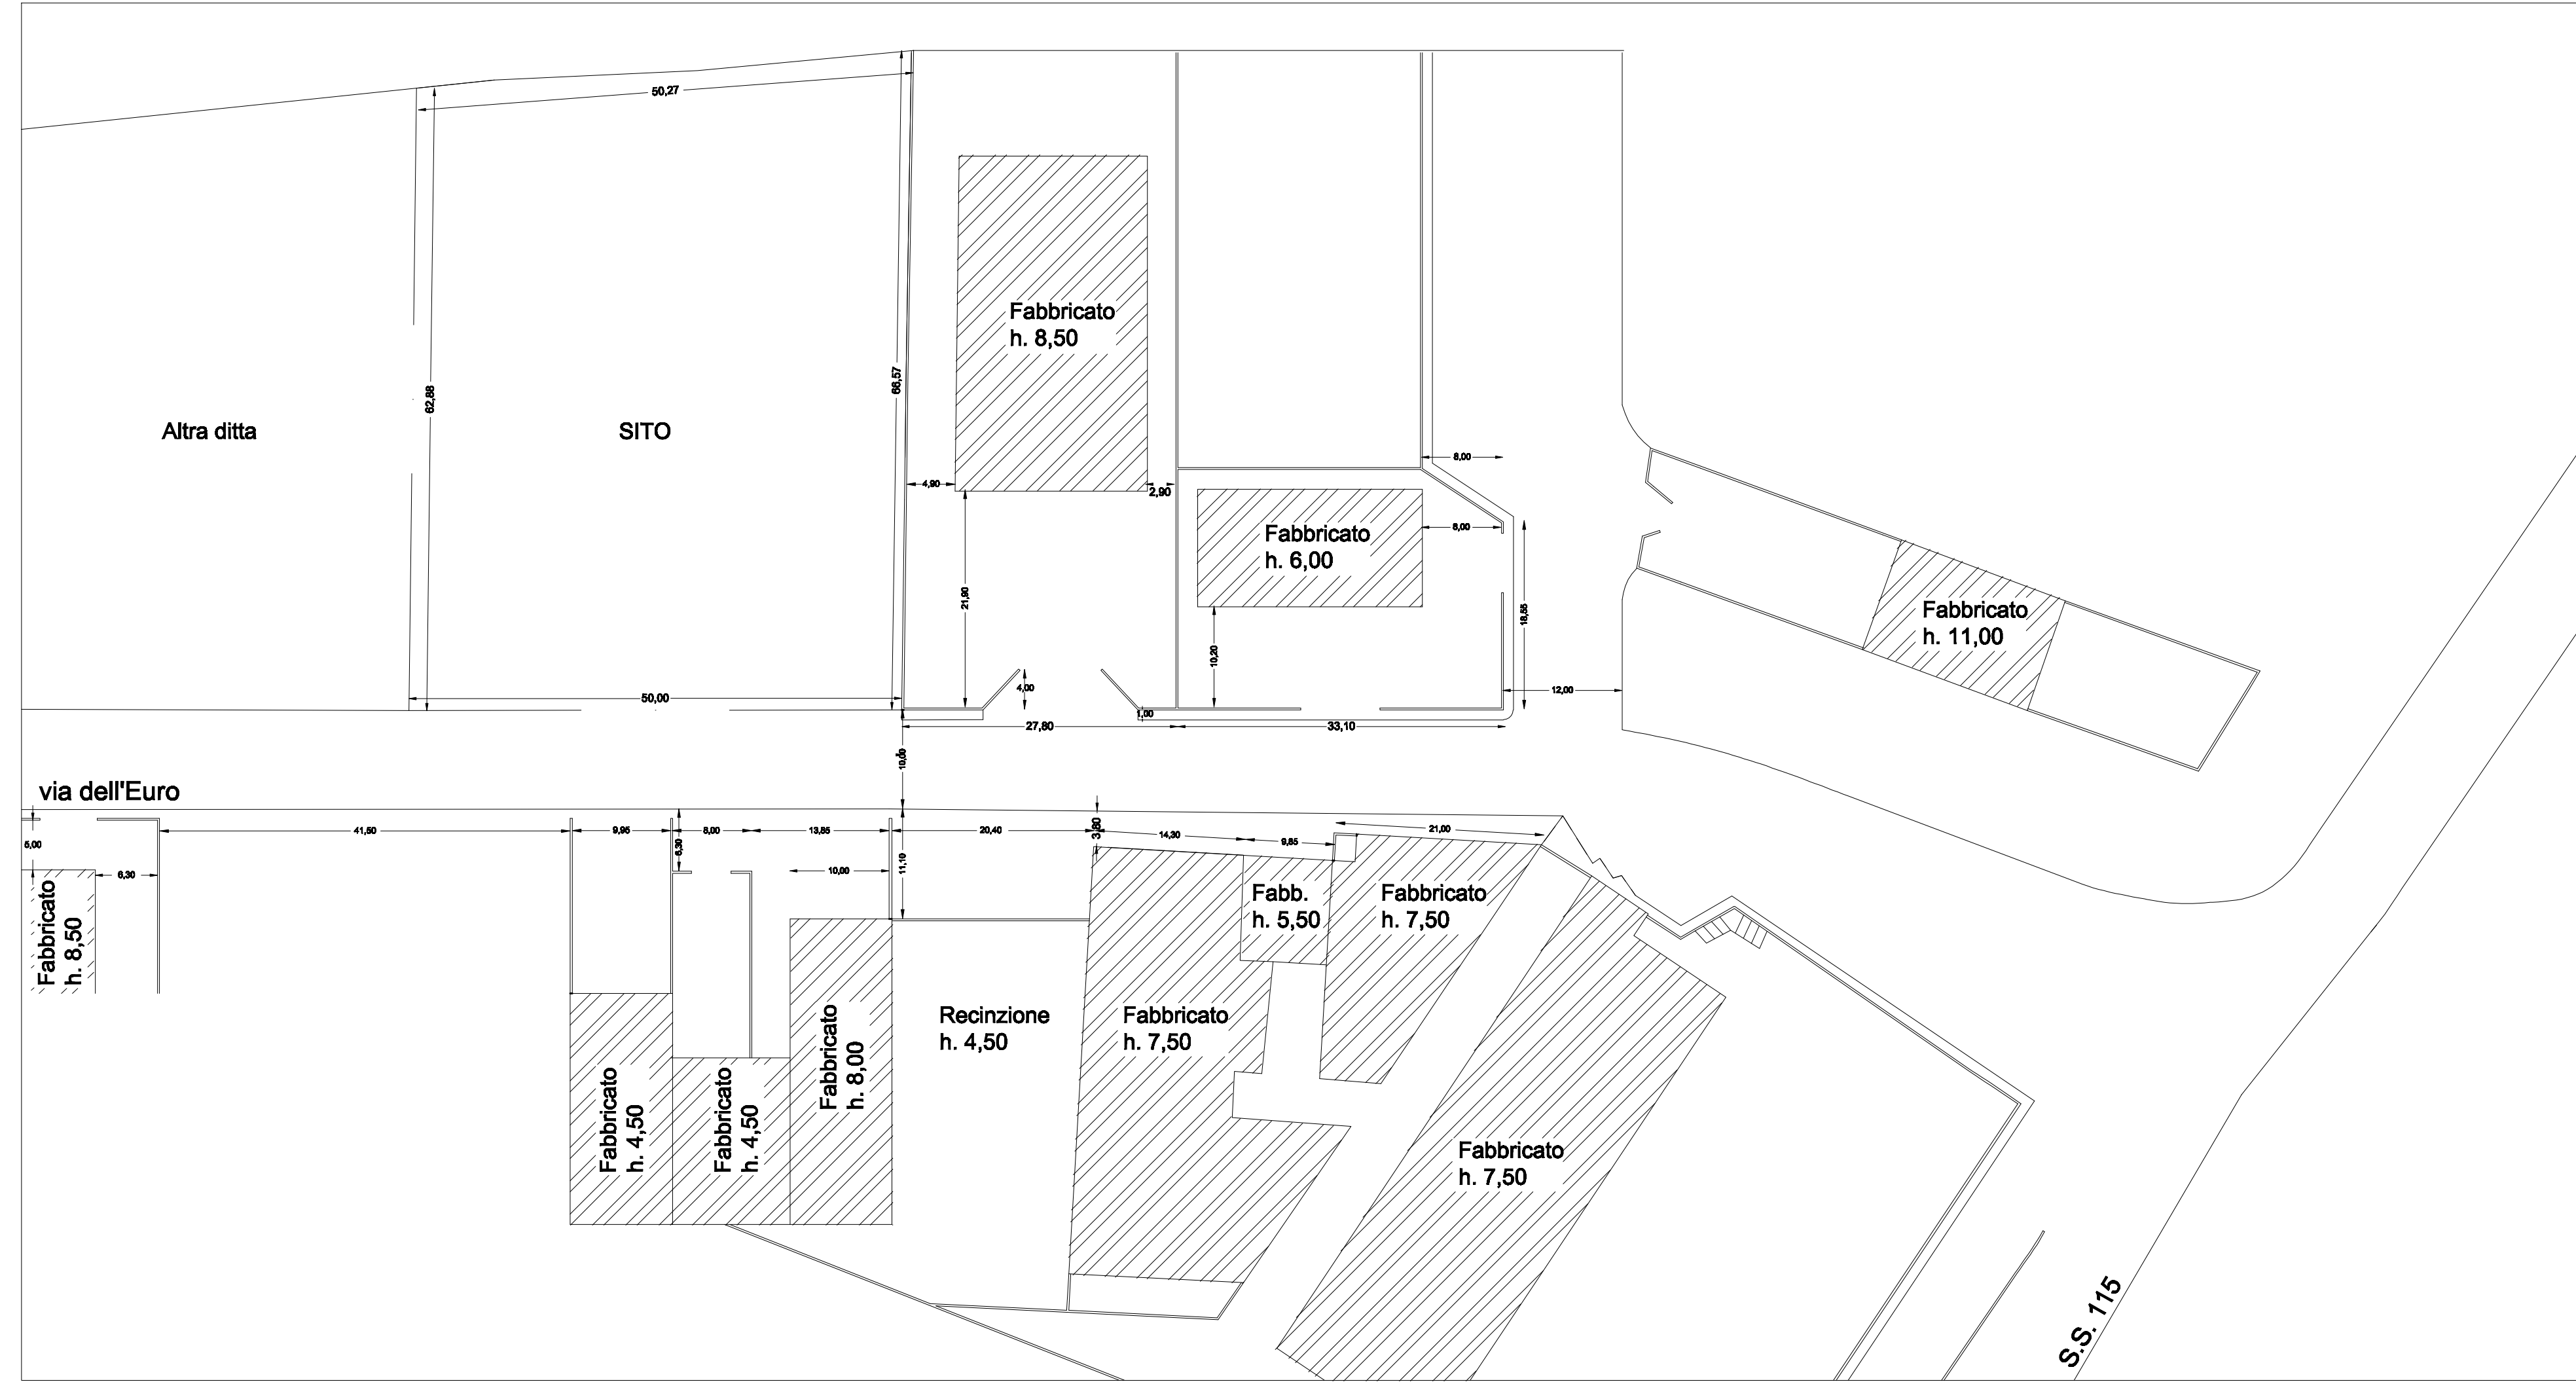 50,27
62,88
66,57
Altra ditta
SITO
Fabbricato
h. 8,50
4,90
2,90
8,00
Fabbricato
h. 6,00
8,00
21,90
10,20
18,55
4,00
1,00
50,00
27,80
33,10
12,00
Fabbricato
h. 11,00
10,00
via dell'Euro
5,00
6,30
41,50
9,95
8,00
13,85
20,40
3,80
14,30
9,85
21,00
6,30
10,00
11,10
Fabbricato
h. 8,50
Fabb.
h. 5,50
Fabbricato
h. 7,50
Fabbricato
h. 4,50
Fabbricato
h. 4,50
Fabbricato
h. 8,00
Recinzione
h. 4,50
Fabbricato
h. 7,50
Fabbricato
h. 7,50
S.S. 115